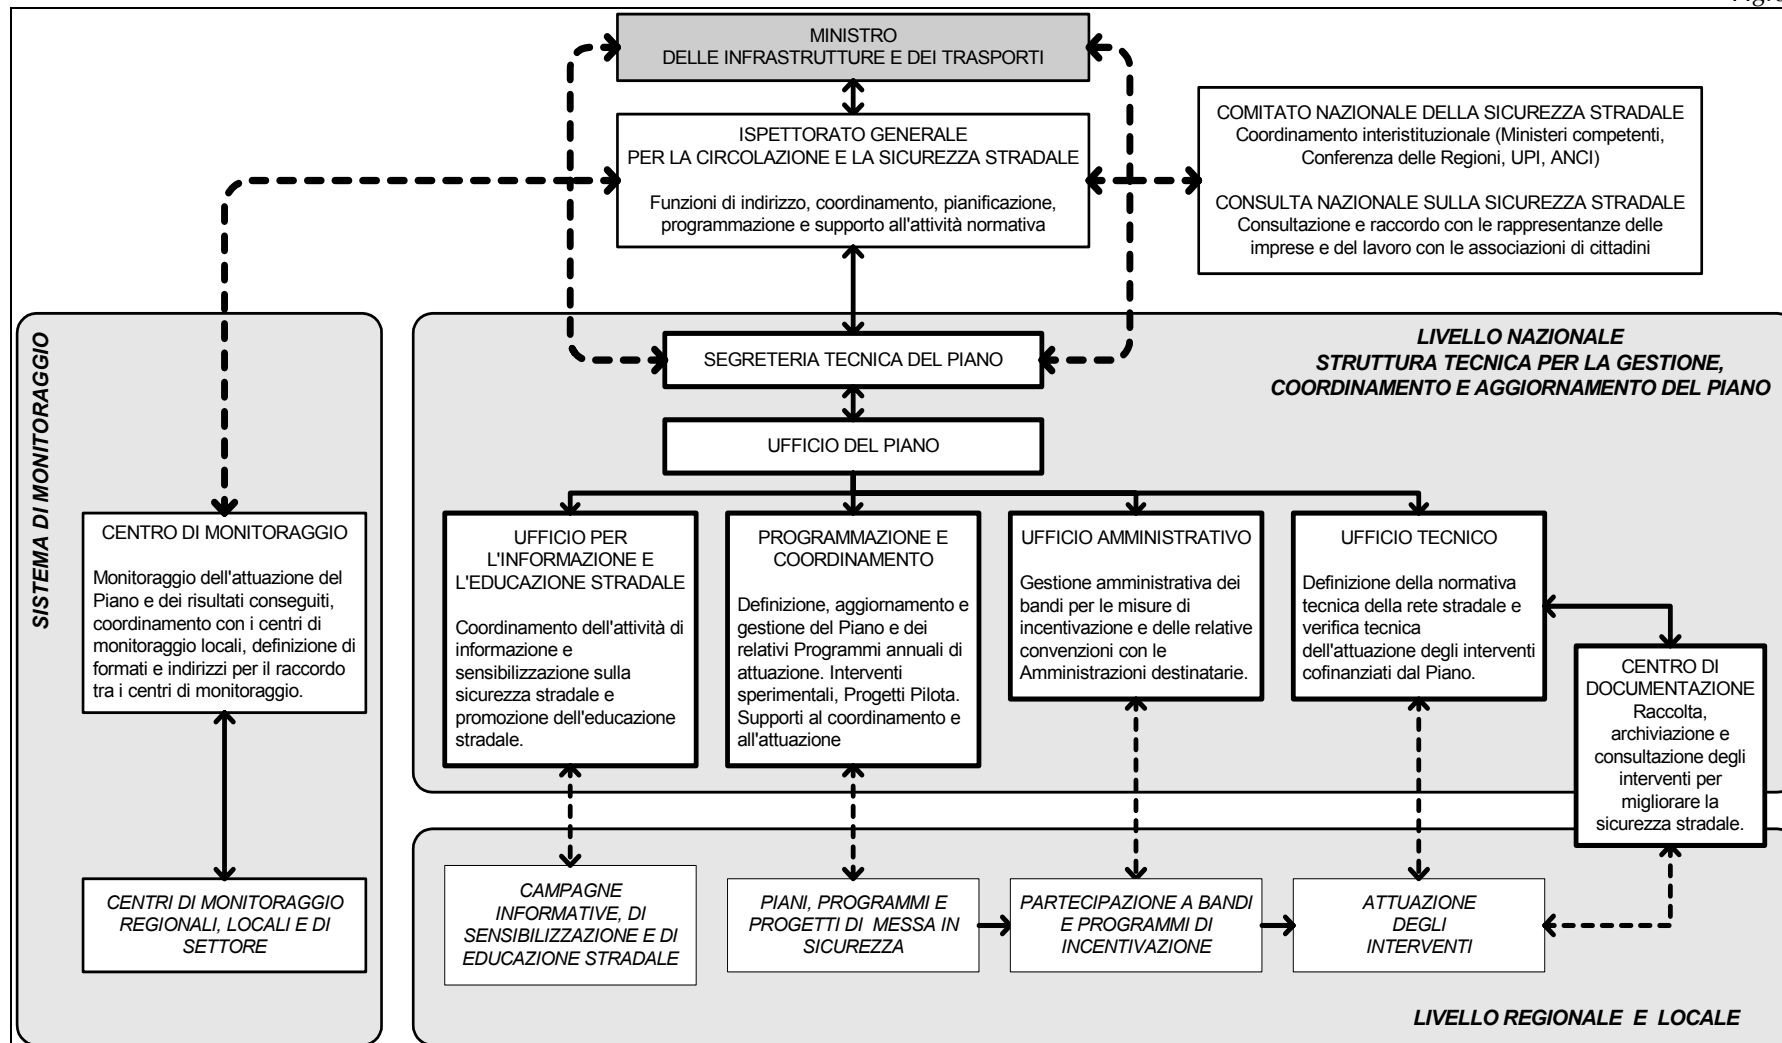 MINISTRO
DELLE INFRASTRUTTURE E DEI TRASPORTI
ISPETTORATO GENERALE
PER LA CIRCOLAZIONE E LA SICUREZZA STRADALE
Funzioni di indirizzo, coordinamento, pianificazione,
programmazione e supporto all'attività normativa
COMITATO NAZIONALE DELLA SICUREZZA STRADALE
Coordinamento interistituzionale (Ministeri competenti,
Conferenza delle Regioni, UPI, ANCI)
CONSULTA NAZIONALE SULLA SICUREZZA STRADALE
Consultazione e raccordo con le rappresentanze delle
imprese e del lavoro con le associazioni di cittadini
SISTEMA DI MONITORAGGIO
LIVELLO NAZIONALE
STRUTTURA TECNICA PER LA GESTIONE,
COORDINAMENTO E AGGIORNAMENTO DEL PIANO
SEGRETERIA TECNICA DEL PIANO
UFFICIO DEL PIANO
CENTRO DI MONITORAGGIO
Monitoraggio dell'attuazione del
Piano e dei risultati conseguiti,
coordinamento con i centri di
monitoraggio locali, definizione di
formati e indirizzi per il raccordo
tra i centri di monitoraggio.
UFFICIO PER
L'INFORMAZIONE E
L'EDUCAZIONE STRADALE
Coordinamento dell'attività di
informazione e
sensibilizzazione sulla
sicurezza stradale e
promozione dell'educazione
stradale.
PROGRAMMAZIONE E
COORDINAMENTO
Definizione, aggiornamento e
gestione del Piano e dei
relativi Programmi annuali di
attuazione. Interventi
sperimentali, Progetti Pilota.
Supporti al coordinamento e
all'attuazione
UFFICIO AMMINISTRATIVO
Gestione amministrativa dei
bandi per le misure di
incentivazione e delle relative
convenzioni con le
Amministrazioni destinatarie.
UFFICIO TECNICO
Definizione della normativa
tecnica della rete stradale e
verifica tecnica
dell'attuazione degli interventi
cofinanziati dal Piano.
CENTRO DI
DOCUMENTAZIONE
Raccolta,
archiviazione e
consultazione degli
interventi per
migliorare la
sicurezza stradale.
CENTRI DI MONITORAGGIO
REGIONALI, LOCALI E DI
SETTORE
CAMPAGNE
INFORMATIVE, DI
SENSIBILIZZAZIONE E DI
EDUCAZIONE STRADALE
PIANI, PROGRAMMI E
PROGETTI DI MESSA IN
SICUREZZA
PARTECIPAZIONE A BANDI
E PROGRAMMI DI
INCENTIVAZIONE
ATTUAZIONE
DEGLI
INTERVENTI
LIVELLO REGIONALE E LOCALE